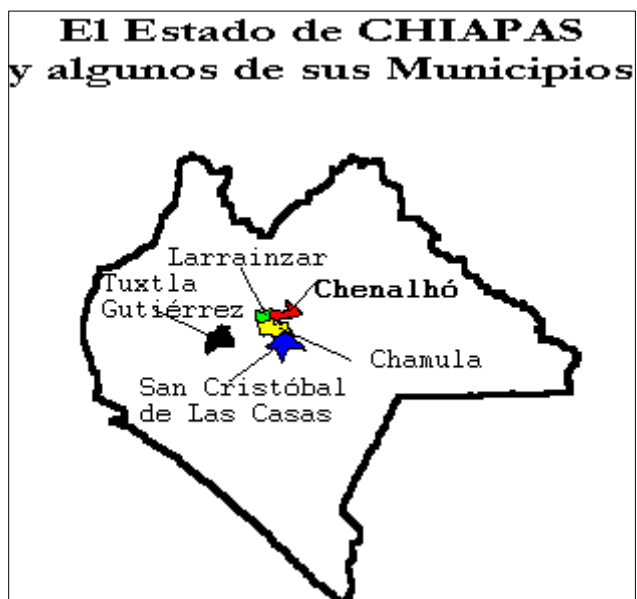 El Estado de CHIAPAS
y algunos de sus Municipios
Larrainzar
Tuxtla
Gutiérrez
Chenalhó
Chamula
San Cristóbal
de Las Casas